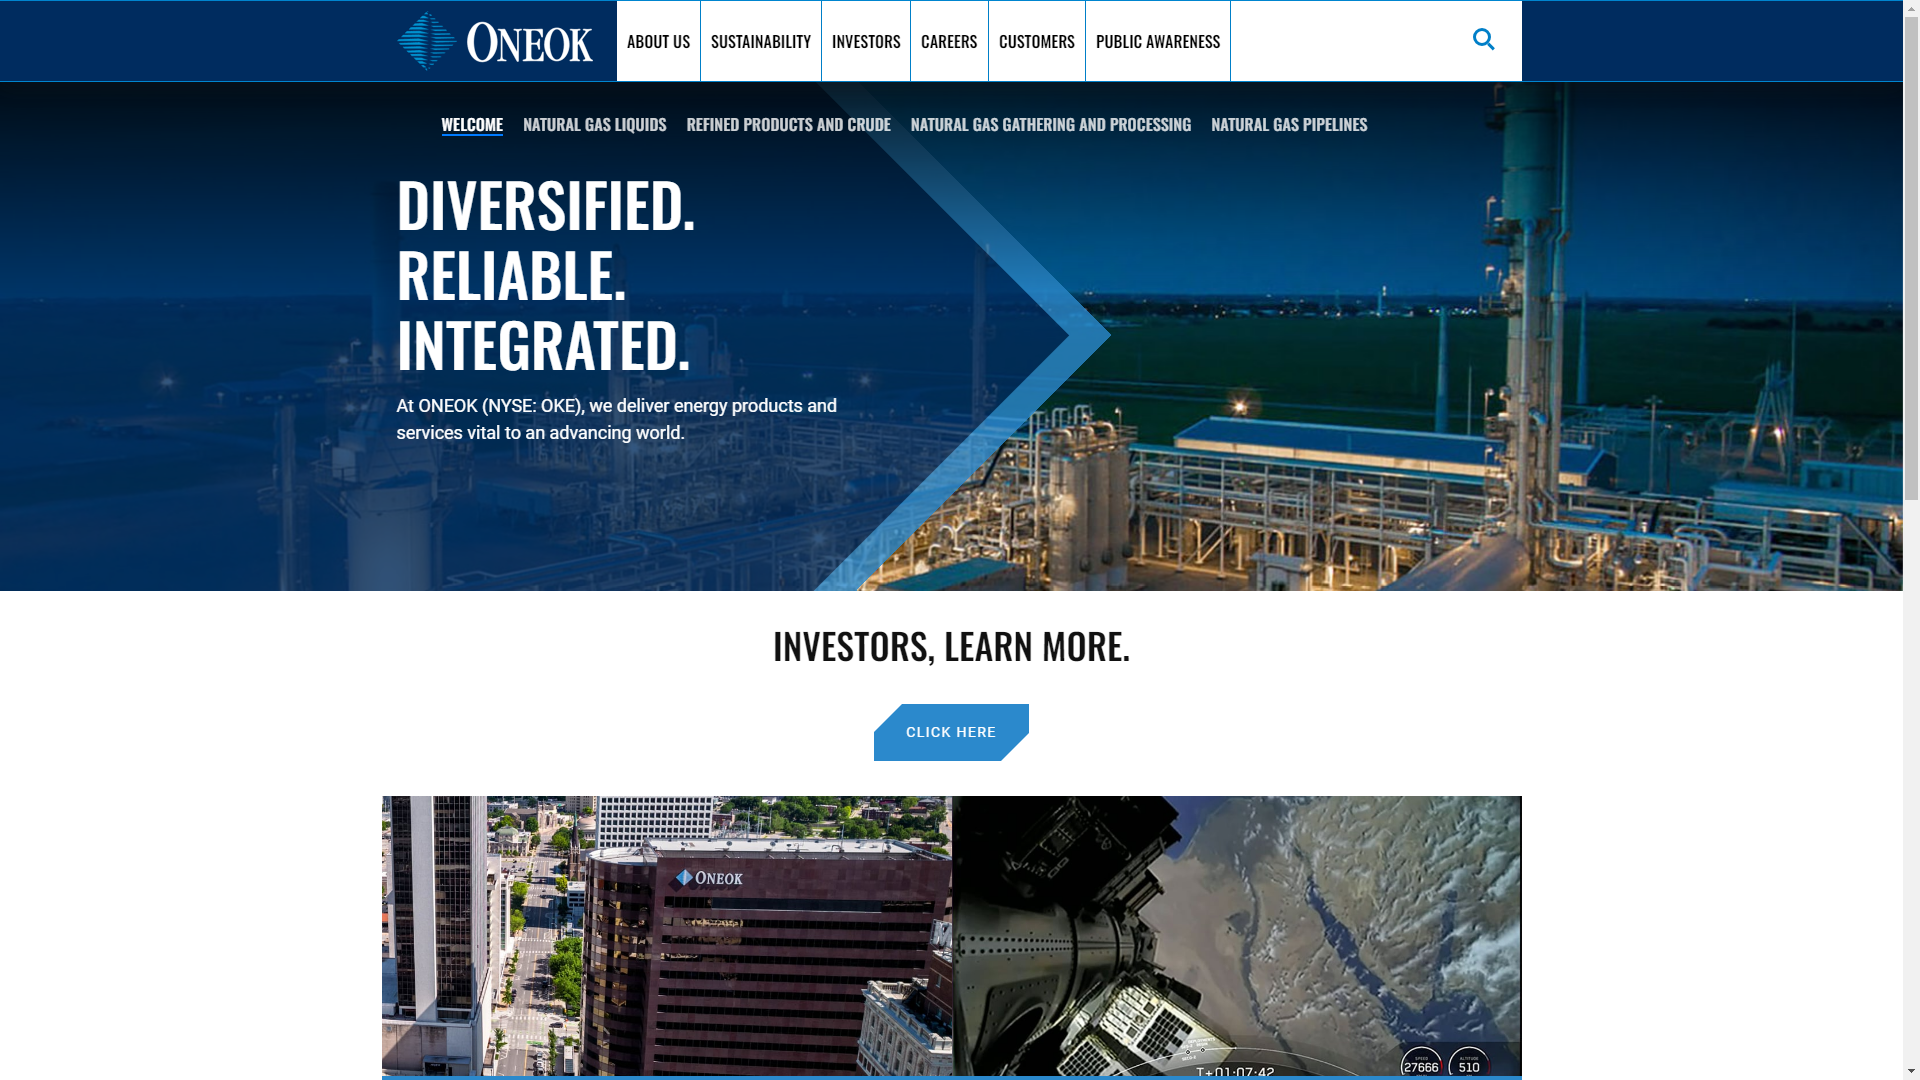 ONEOK
ABOUT US
SUSTAINABILITY
INVESTORS
CAREERS
CUSTOMERS
PUBLIC AWARENESS
WELCOME
NATURAL GAS LIQUIDS
REFINED PRODUCTS AND CRUDE
NATURAL GAS GATHERING AND PROCESSING
NATURAL GAS PIPELINES
DIVERSIFIED.
RELIABLE.
INTEGRATED.
At ONEOK (NYSE: OKE), we deliver energy products and
services vital to an advancing world.
INVESTORS, LEARN MORE.
CLICK HERE
ONEOK
SPEED
27666
ALTITUDE
510
T+01:07:42